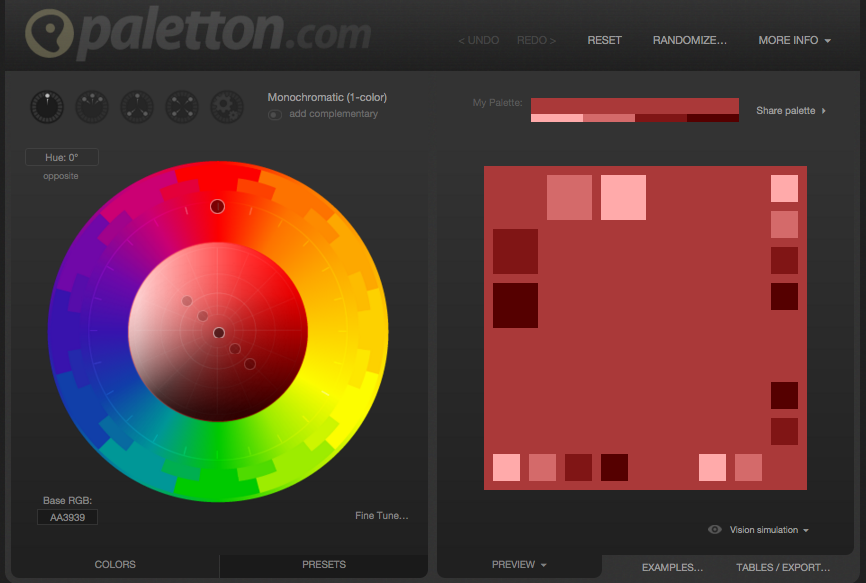 paletton.com
< UNDO
REDO >
RESET
RANDOMIZE...
MORE INFO
Monochromatic (1-color)
add complementary
My Palette:
Share palette
Hue: 0°
opposite
Base RGB:
AA3939
Fine Tune...
Vision simulation
COLORS
PRESETS
PREVIEW
EXAMPLES...
TABLES / EXPORT...